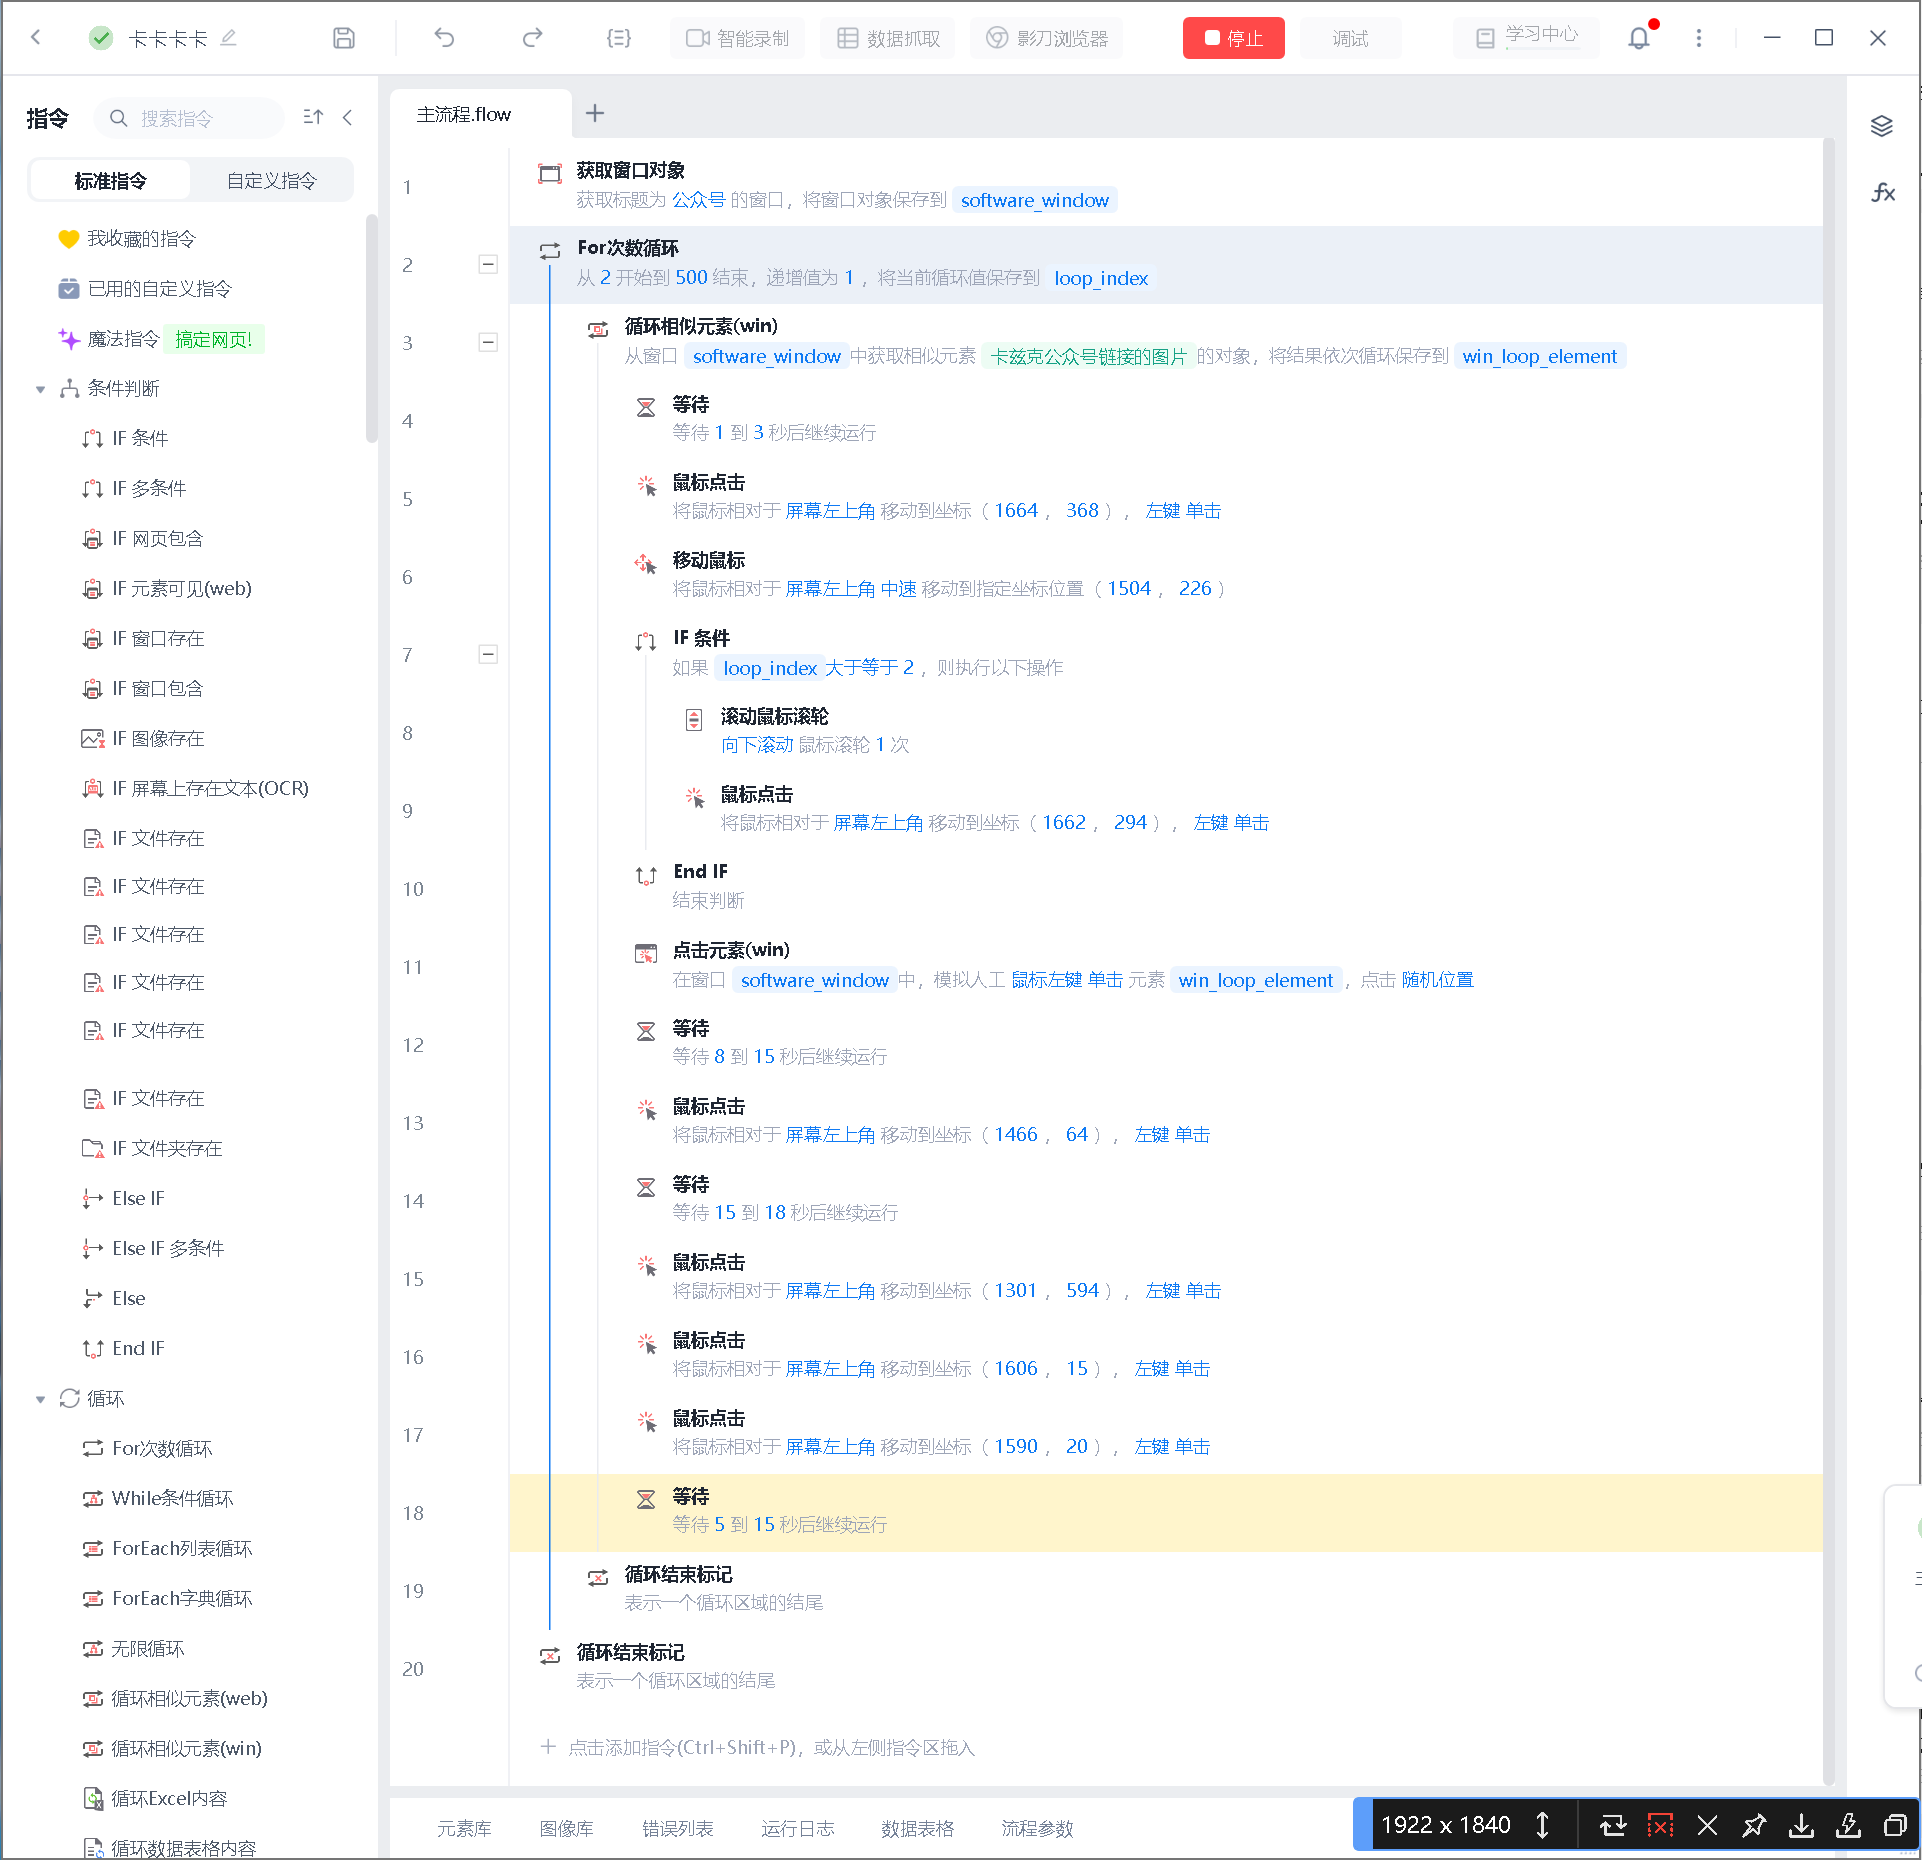 卡卡卡卡
智能录制
数据抓取
影刀浏览器
停止
调试
学习中心
指令
搜索指令
标准指令
自定义指令
我收藏的指令
已用的自定义指令
魔法指令 搞定网页!
条件判断
IF 条件
IF 多条件
IF 网页包含
IF 元素可见(web)
IF 窗口存在
IF 窗口包含
IF 图像存在
IF 屏幕上存在文本(OCR)
IF 文件存在
IF 文件存在
IF 文件存在
IF 文件存在
IF 文件存在
IF 文件存在
IF 文件夹存在
Else IF
Else IF 多条件
Else
End IF
循环
For次数循环
While条件循环
ForEach列表循环
ForEach字典循环
无限循环
循环相似元素(web)
循环相似元素(win)
循环Excel内容
循环数据表格内容
主流程.flow
1
获取窗口对象
获取标题为 公众号 的窗口，将窗口对象保存到 software_window
2
For次数循环
从 2 开始到 500 结束，递增值为 1 ，将当前循环值保存到 loop_index
3
循环相似元素(win)
从窗口 software_window 中获取相似元素 卡兹克公众号链接的图片 的对象，将结果依次循环保存到 win_loop_element
4
等待
等待 1 到 3 秒后继续运行
5
鼠标点击
将鼠标相对于 屏幕左上角 移动到坐标（ 1664 ， 368 ），左键 单击
6
移动鼠标
将鼠标相对于 屏幕左上角 中速 移动到指定坐标位置（ 1504 ， 226 ）
7
IF 条件
如果 loop_index 大于等于 2 ，则执行以下操作
8
滚动鼠标滚轮
向下滚动 鼠标滚轮 1 次
9
鼠标点击
将鼠标相对于 屏幕左上角 移动到坐标（ 1662 ， 294 ），左键 单击
10
End IF
结束判断
11
点击元素(win)
在窗口 software_window 中，模拟人工 鼠标左键 单击 元素 win_loop_element ，点击 随机位置
12
等待
等待 8 到 15 秒后继续运行
13
鼠标点击
将鼠标相对于 屏幕左上角 移动到坐标（ 1466 ， 64 ），左键 单击
14
等待
等待 15 到 18 秒后继续运行
15
鼠标点击
将鼠标相对于 屏幕左上角 移动到坐标（ 1301 ， 594 ），左键 单击
16
鼠标点击
将鼠标相对于 屏幕左上角 移动到坐标（ 1606 ， 15 ），左键 单击
17
鼠标点击
将鼠标相对于 屏幕左上角 移动到坐标（ 1590 ， 20 ），左键 单击
18
等待
等待 5 到 15 秒后继续运行
19
循环结束标记
表示一个循环区域的结尾
20
循环结束标记
表示一个循环区域的结尾
点击添加指令(Ctrl+Shift+P)，或从左侧指令区拖入
元素库
图像库
错误列表
运行日志
数据表格
流程参数
1922 x 1840